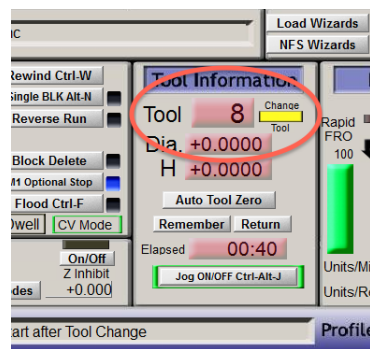 Load Wizards
NFS Wizards
Rewind Ctrl-W
Single BLK Alt-N
Reverse Run
Block Delete
M1 Optional Stop
Flood Ctrl-F
Dwell CV Mode
On/Off
Z Inhibit
+0.000
Tool Information
Tool 8 Change Tool
Dia. +0.0000
H +0.0000
Auto Tool Zero
Remember Return
Elapsed 00:40
Jog ON/OFF Ctrl-Alt-J
Rapid
FRO
100
Units/Mi
Units/R
art after Tool Change
Profile